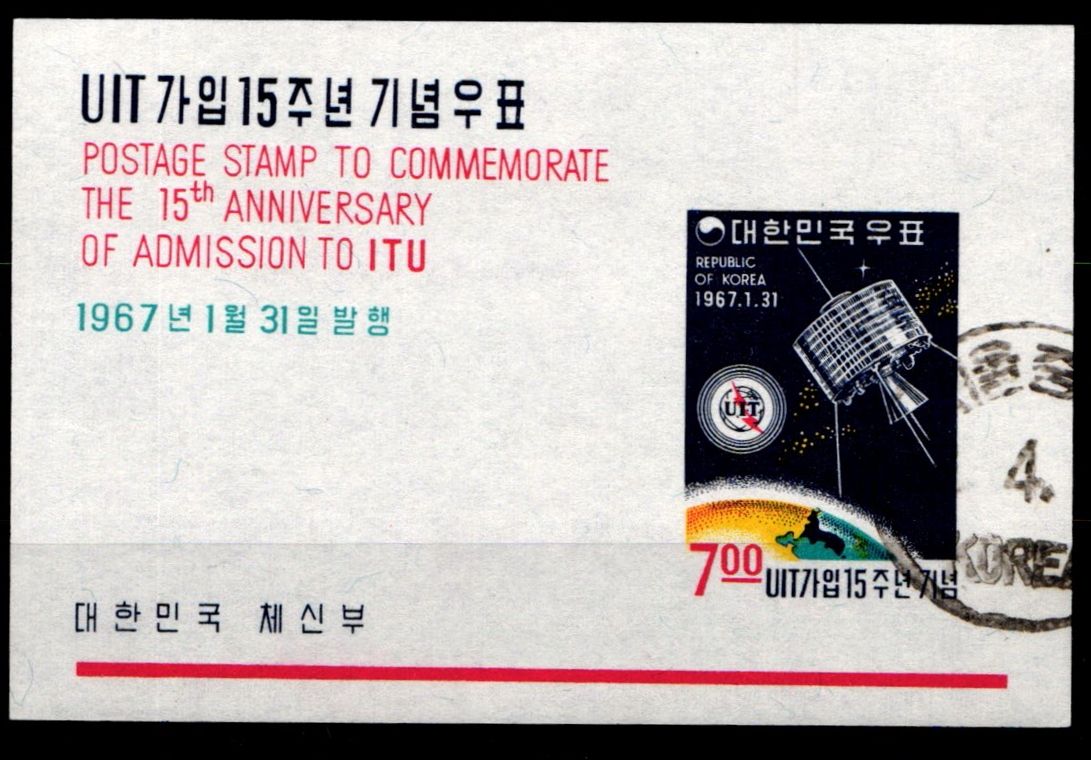 UIT 가입 15주년 기념우표
POSTAGE STAMP TO COMMEMORATE
THE 15th ANNIVERSARY
OF ADMISSION TO ITU
1967년 1월 31일 발행
대한민국우표
REPUBLIC
OF KOREA
1967.1.31
UIT
7.00
UIT가입15주년기념
4.
KOREA
대한민국 체신부